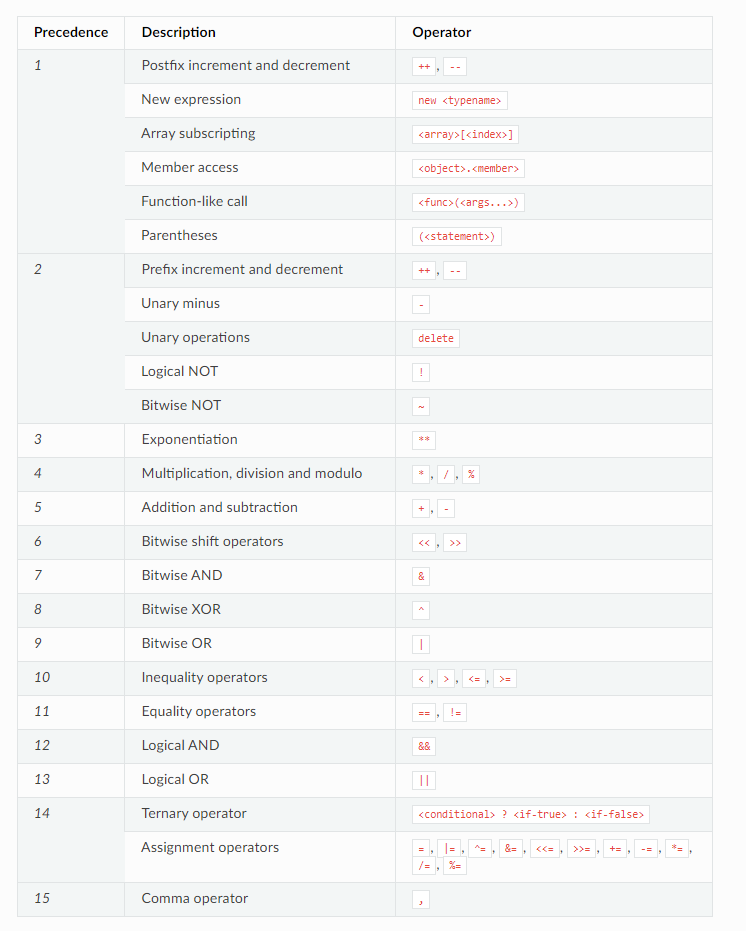 Precedence Description Operator
1 Postfix increment and decrement ++, --
New expression new <typename>
Array subscripting <array>[<index>]
Member access <object>.<member>
Function-like call <func>(<args...>)
Parentheses (<statement>)
2 Prefix increment and decrement ++, --
Unary minus -
Unary operations delete
Logical NOT !
Bitwise NOT ~
3 Exponentiation **
4 Multiplication, division and modulo *, /, %
5 Addition and subtraction +, -
6 Bitwise shift operators <<, >>
7 Bitwise AND &
8 Bitwise XOR ^
9 Bitwise OR |
10 Inequality operators <, >, <=, >=
11 Equality operators ==, !=
12 Logical AND &&
13 Logical OR ||
14 Ternary operator <conditional> ? <if-true> : <if-false>
Assignment operators =, |=, ^=, &=, <<=, >>=, +=, -=, *=,
/=, %=
15 Comma operator ,